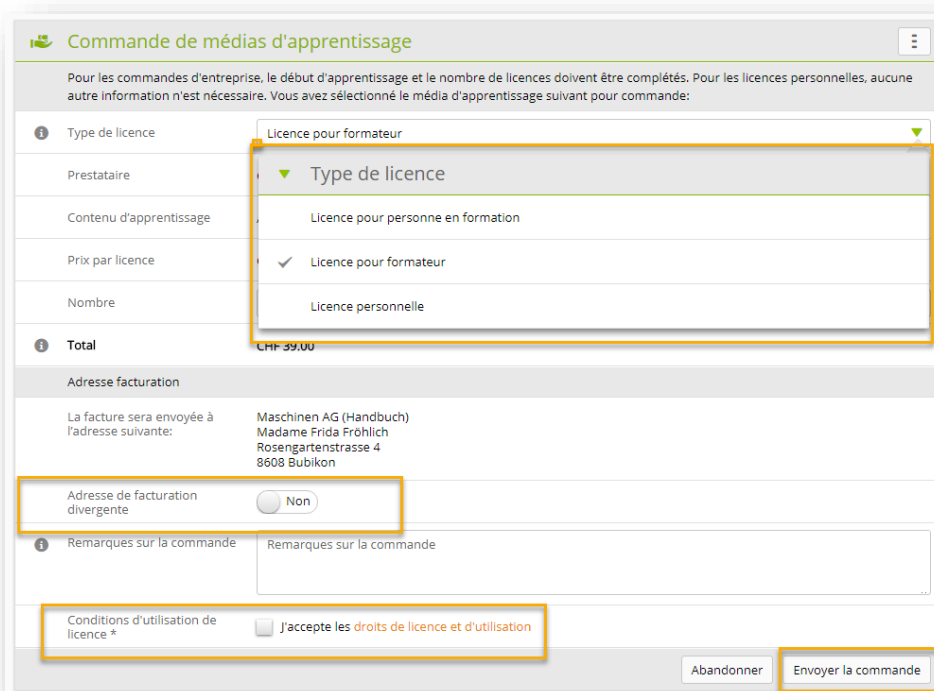 Commande de médias d'apprentissage
Pour les commandes d'entreprise, le début d'apprentissage et le nombre de licences doivent être complétés. Pour les licences personnelles, aucune
autre information n'est nécessaire. Vous avez sélectionné le média d'apprentissage suivant pour commande:
Type de licence
Licence pour formateur
Type de licence
Licence pour personne en formation
Licence pour formateur
Licence personnelle
Prestataire
Contenu d'apprentissage
Prix par licence
Nombre
Total
CHF 39.00
Adresse facturation
La facture sera envoyée à
l'adresse suivante:
Maschinen AG (Handbuch)
Madame Frida Fröhlich
Rosengartenstrasse 4
8608 Bubikon
Adresse de facturation
divergente
Non
Remarques sur la commande
Remarques sur la commande
Conditions d'utilisation de
licence *
J'accepte les droits de licence et d'utilisation
Abandonner
Envoyer la commande